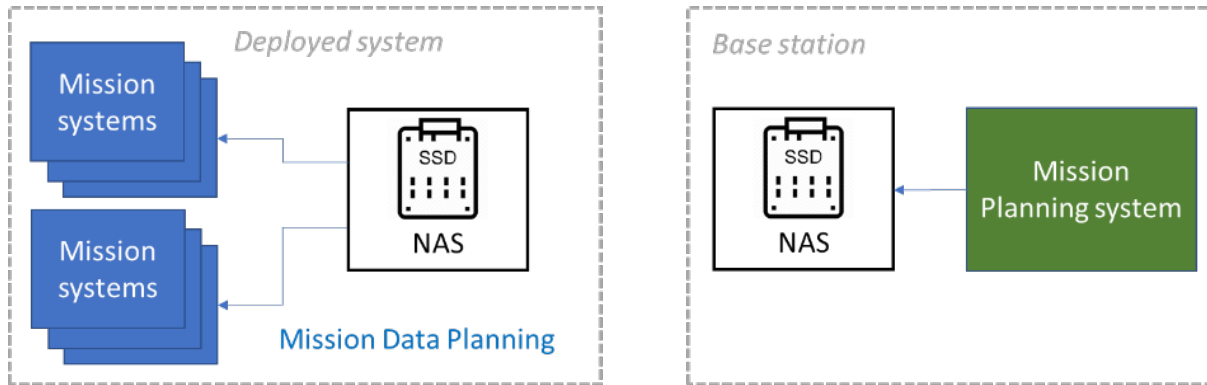 Deployed system
Mission
systems
SSD
NAS
Mission
systems
Mission Data Planning
Base station
SSD
NAS
Mission
Planning system